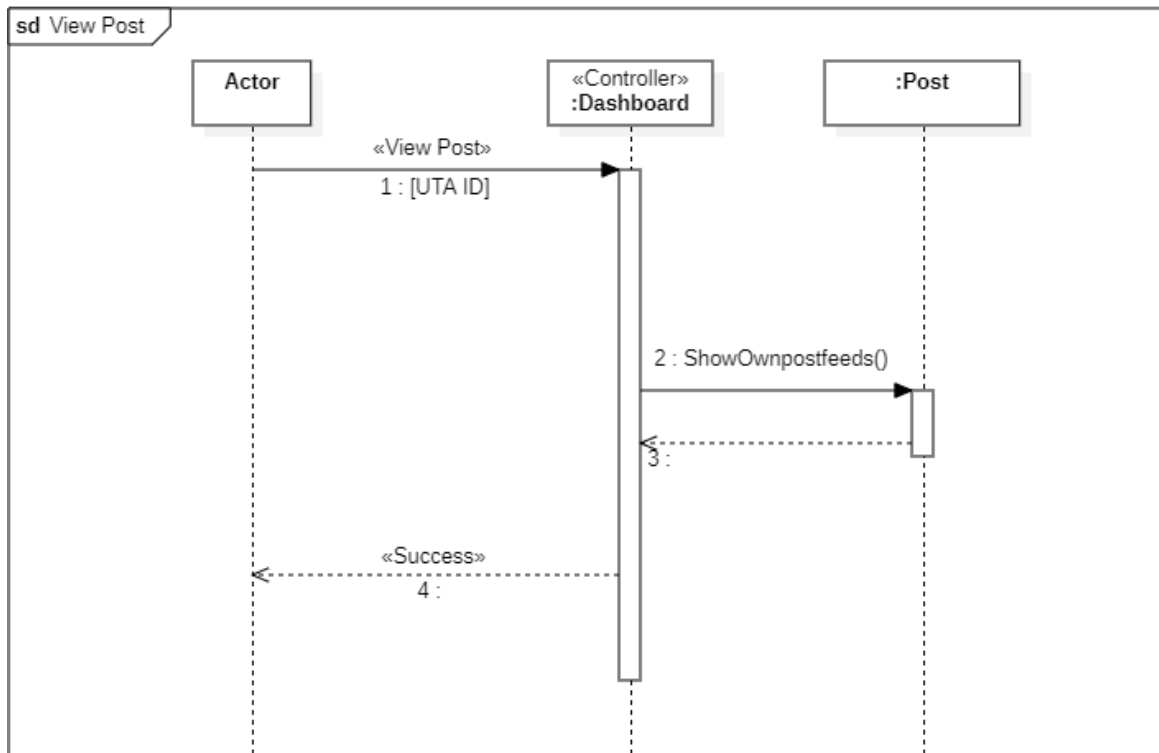 sd View Post
Actor
«Controller»
:Dashboard
:Post
«View Post»
1 : [UTA ID]
2 : ShowOwnpostfeeds()
3 :
«Success»
4 :